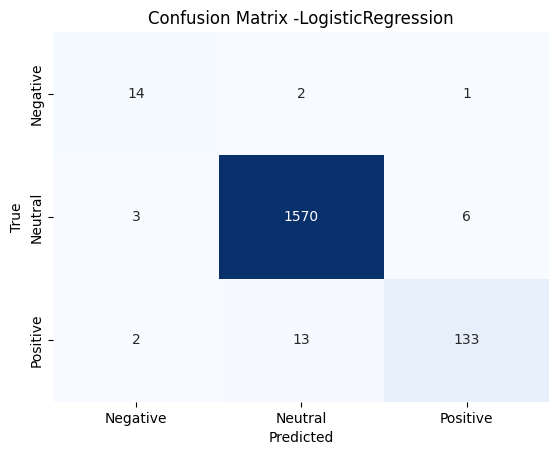 Confusion Matrix -LogisticRegression
Negative
14 2 1
True
Neutral
3 1570 6
Positive
2 13 133
Negative Neutral Positive
Predicted